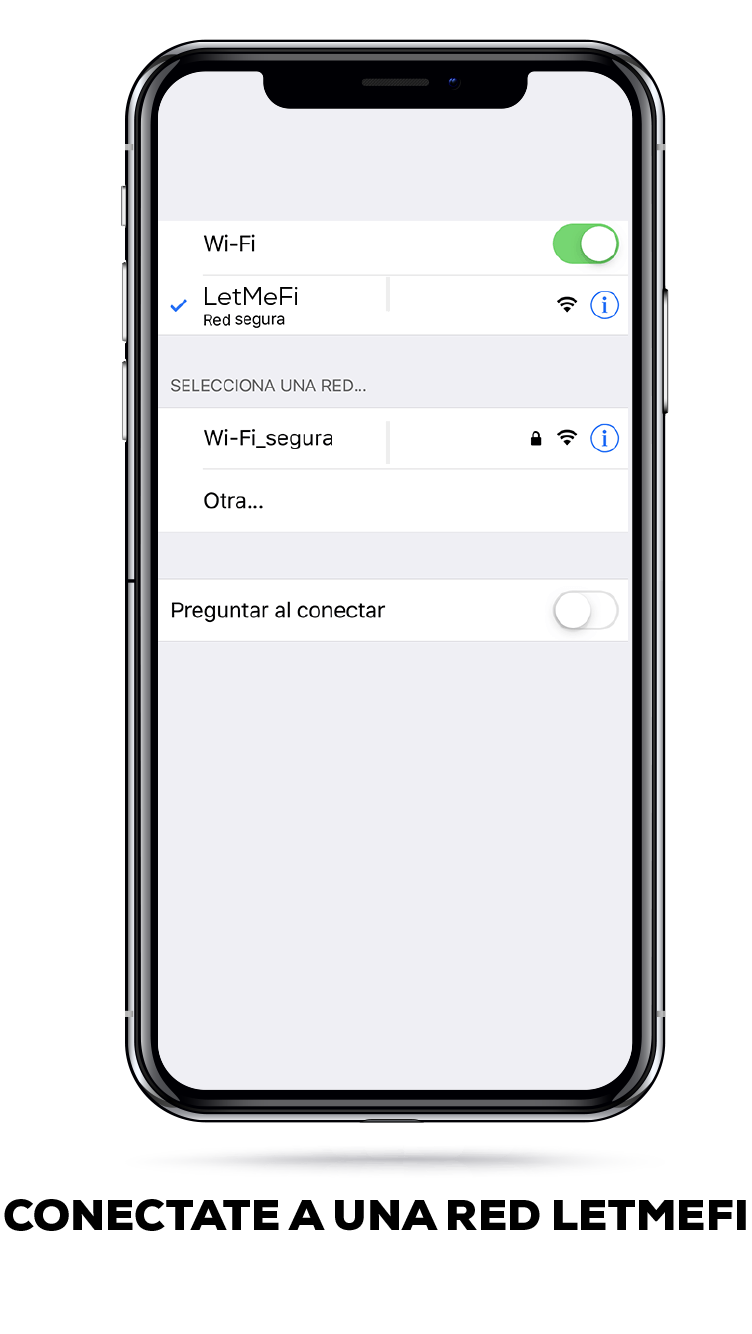 Wi-Fi
LetMeFi
Red segura
SELECCIONA UNA RED...
Wi-Fi_segura
Otra...
Preguntar al conectar
CONECTATE A UNA RED LETMEFI